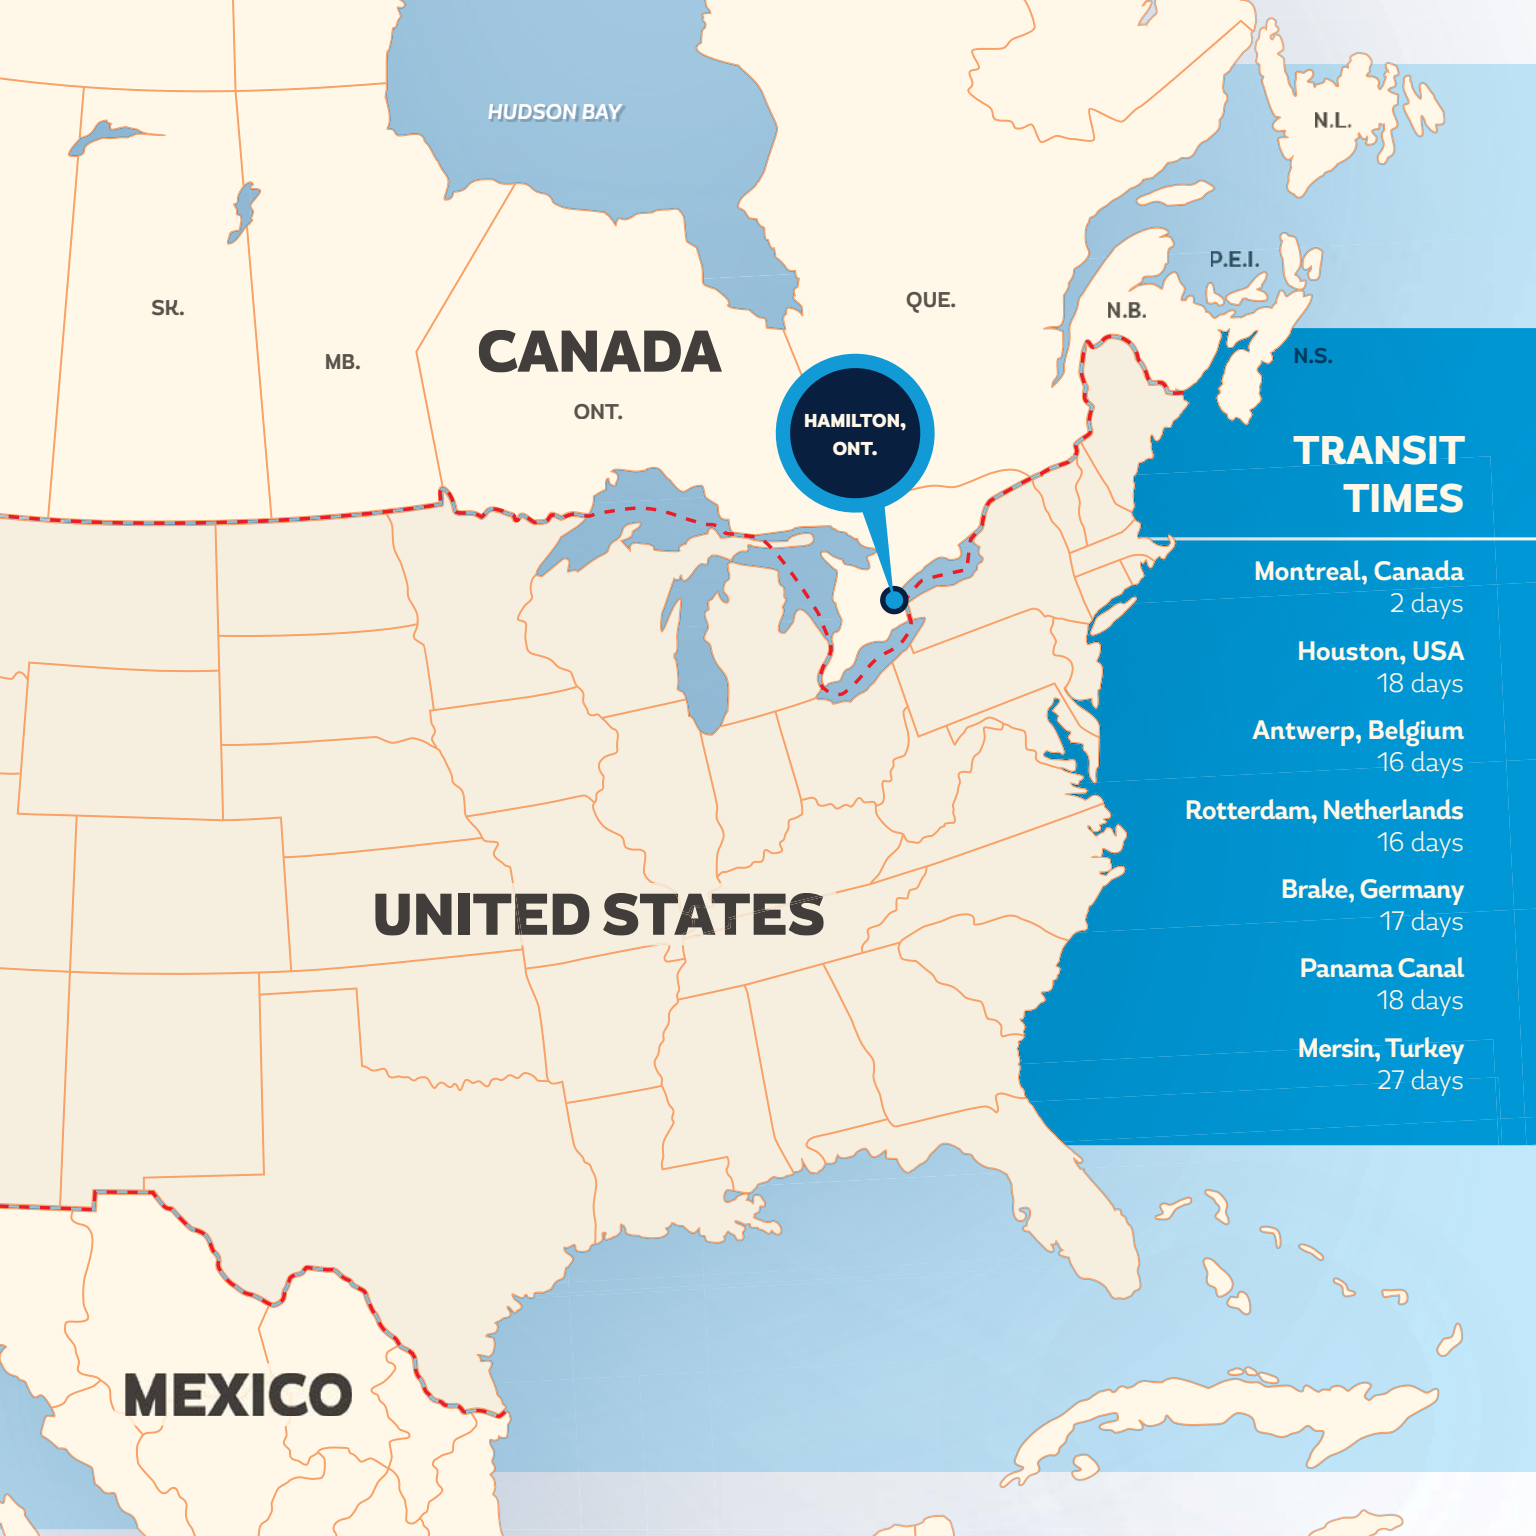 HUDSON BAY
N.L.
P.E.I.
SK.
QUE.
N.B.
MB.
CANADA
N.S.
ONT.
HAMILTON,
ONT.
TRANSIT
TIMES
Montreal, Canada
2 days
Houston, USA
18 days
Antwerp, Belgium
16 days
Rotterdam, Netherlands
16 days
Brake, Germany
17 days
Panama Canal
18 days
Mersin, Turkey
27 days
UNITED STATES
MEXICO